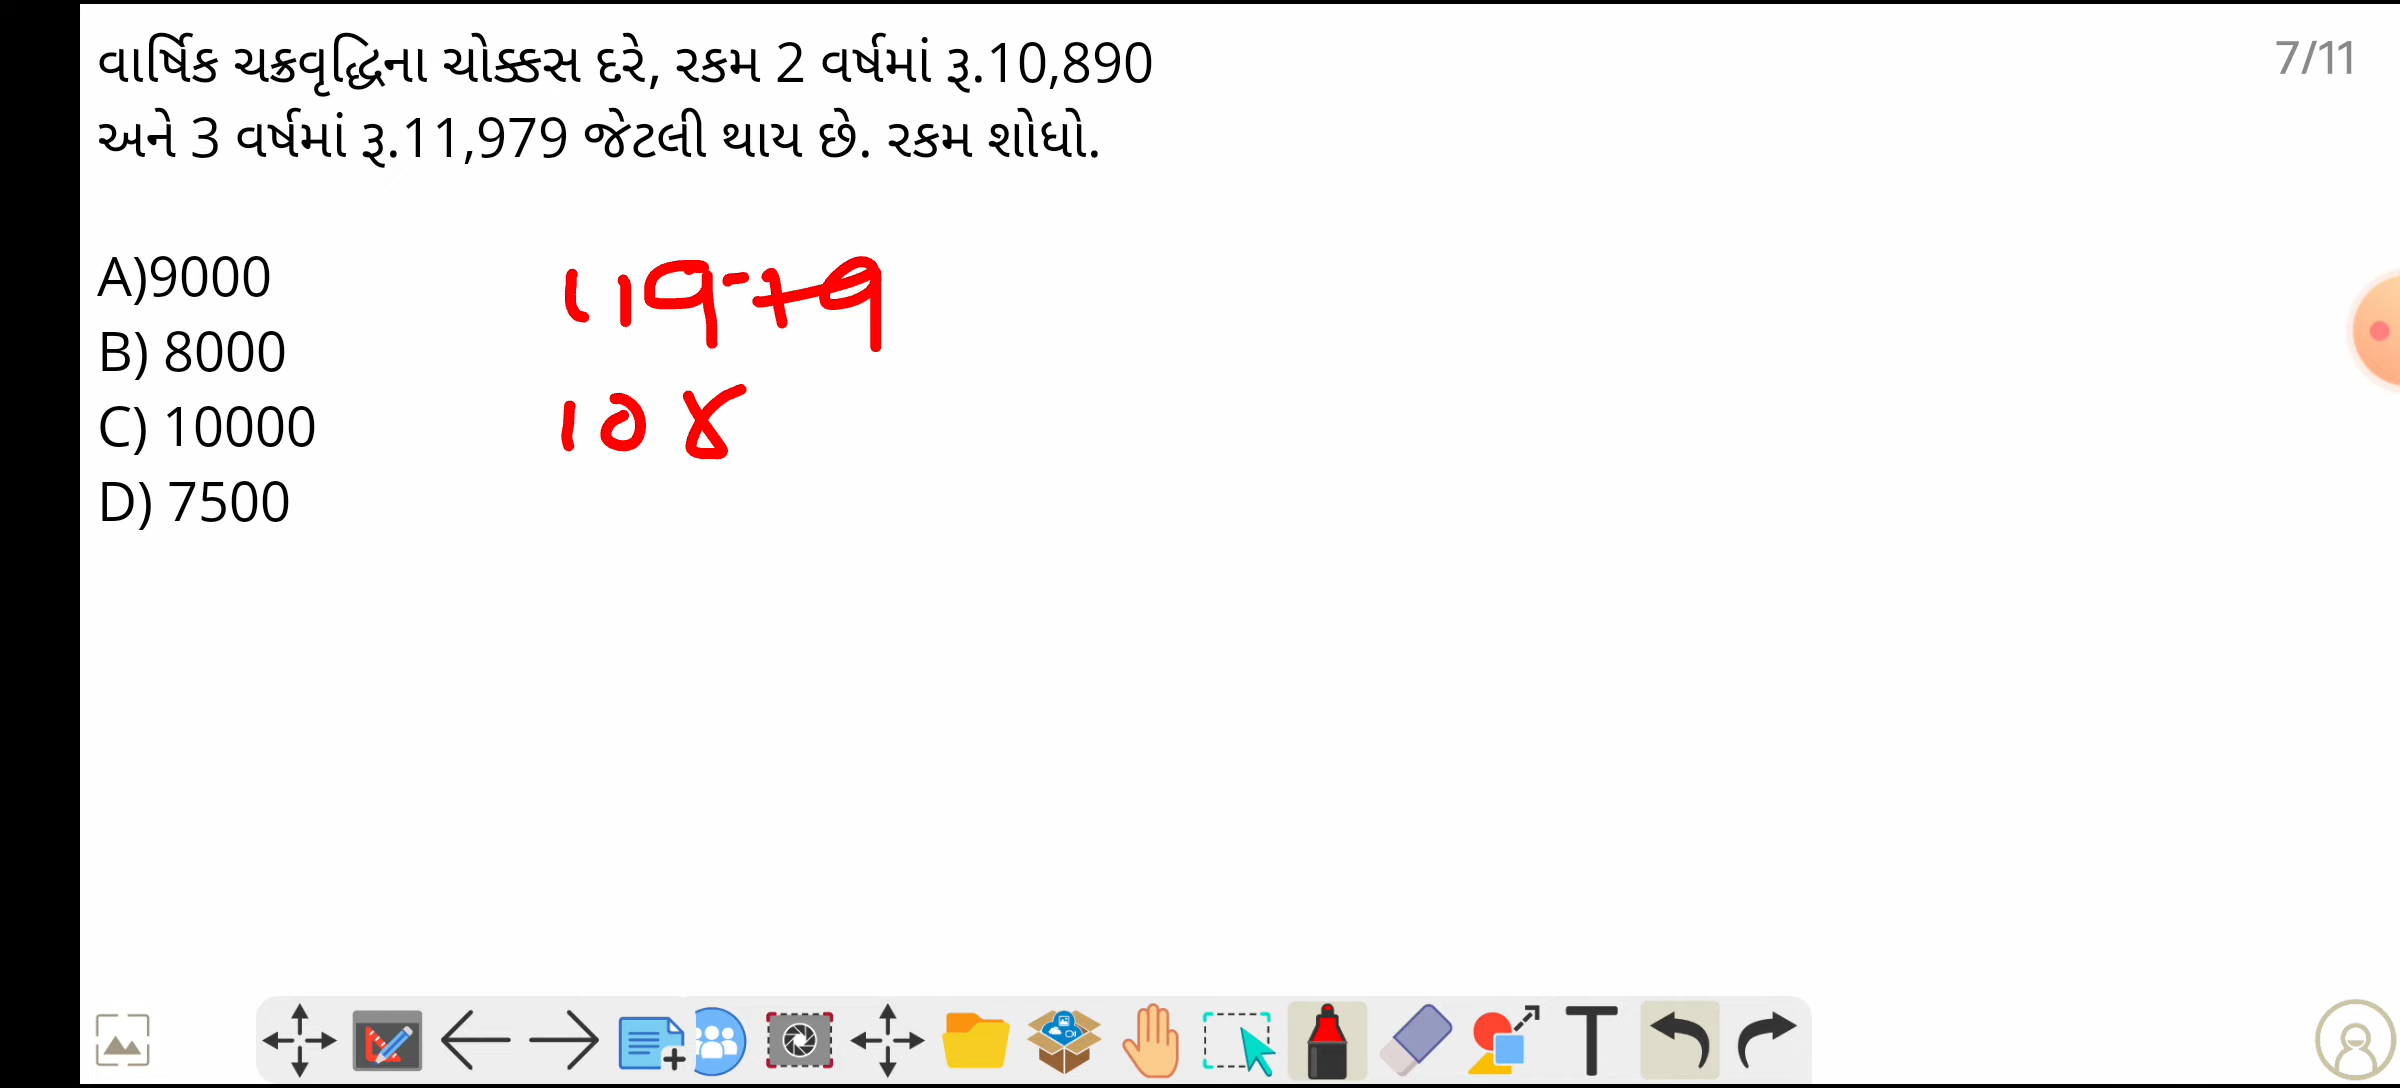 વાર્ષિક ચક્રવૃદ્ધિના ચોક્કસ દરે, રકમ 2 વર્ષમાં રૂ.10,890
અને 3 વર્ષમાં રૂ.11,979 જેટલી થાય છે. રકમ શોધો.
7/11
A)9000
B) 8000
C) 10000
D) 7500
11979
108